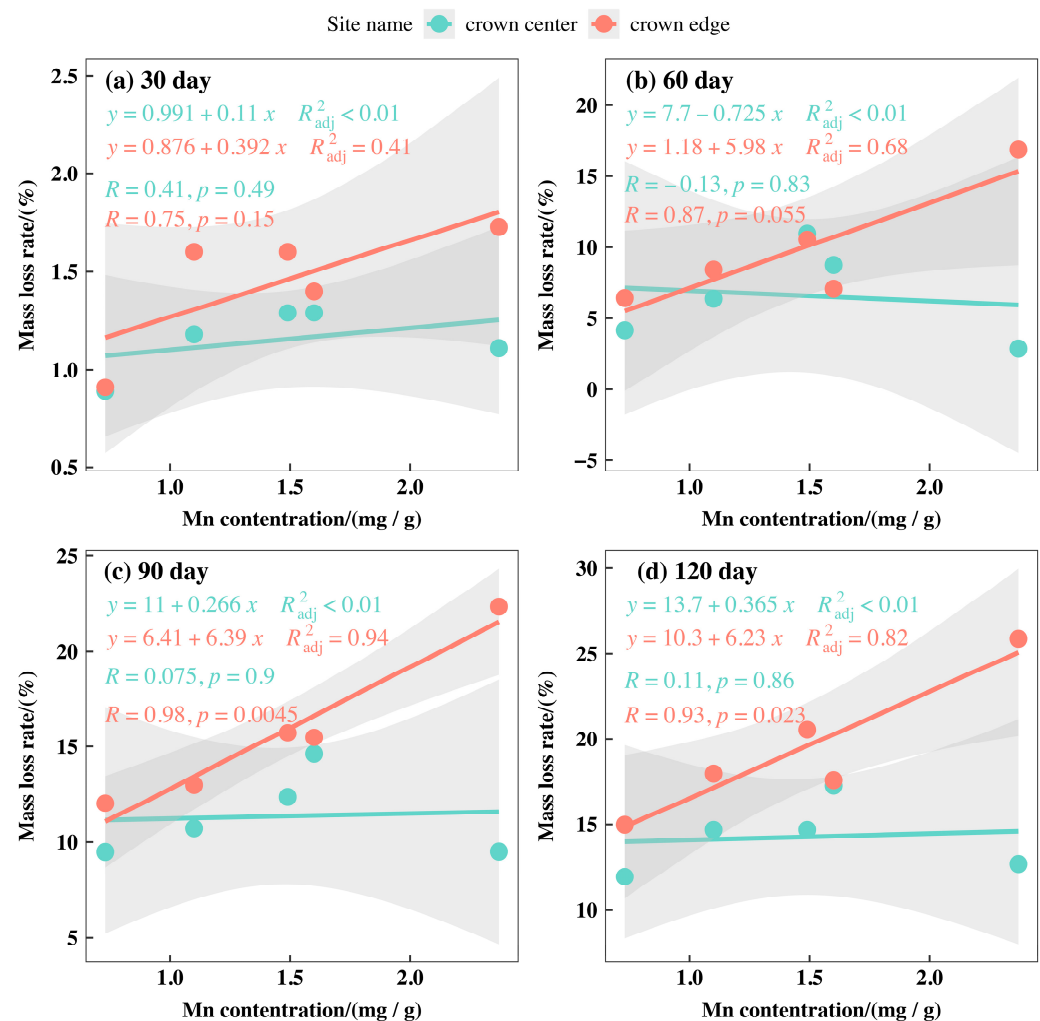 Site name crown center crown edge
(a) 30 day
y = 0.991 + 0.11 x R²adj < 0.01
y = 0.876 + 0.392 x R²adj = 0.41
R = 0.41, p = 0.49
R = 0.75, p = 0.15
Mass loss rate/(%)
2.5
2.0
1.5
1.0
0.5
1.0 1.5 2.0
Mn contentration/(mg / g)
(b) 60 day
y = 7.7 – 0.725 x R²adj < 0.01
y = 1.18 + 5.98 x R²adj = 0.68
R = – 0.13, p = 0.83
R = 0.87, p = 0.055
Mass loss rate/(%)
20
15
10
5
0
−5
1.0 1.5 2.0
Mn contentration/(mg / g)
(c) 90 day
y = 11 + 0.266 x R²adj < 0.01
y = 6.41 + 6.39 x R²adj = 0.94
R = 0.075, p = 0.9
R = 0.98, p = 0.0045
Mass loss rate/(%)
25
20
15
10
5
1.0 1.5 2.0
Mn contentration/(mg / g)
(d) 120 day
y = 13.7 + 0.365 x R²adj < 0.01
y = 10.3 + 6.23 x R²adj = 0.82
R = 0.11, p = 0.86
R = 0.93, p = 0.023
Mass loss rate/(%)
30
25
20
15
10
1.0 1.5 2.0
Mn contentration/(mg / g)